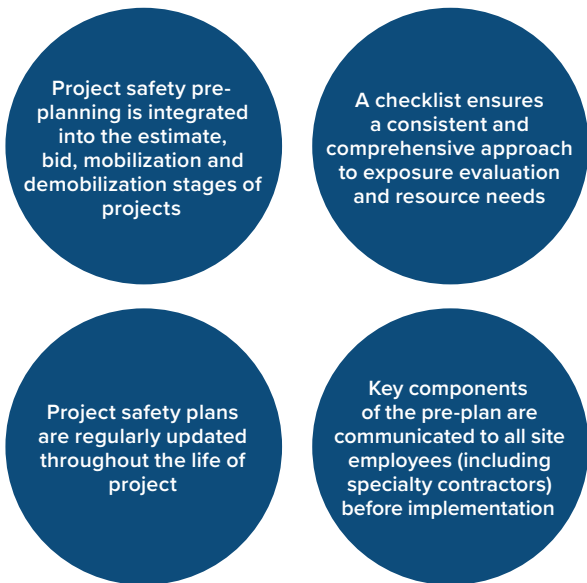 Project safety pre-
planning is integrated
into the estimate,
bid, mobilization and
demobilization stages of
projects
A checklist ensures
a consistent and
comprehensive approach
to exposure evaluation
and resource needs
Project safety plans
are regularly updated
throughout the life of
project
Key components
of the pre-plan are
communicated to all site
employees (including
specialty contractors)
before implementation